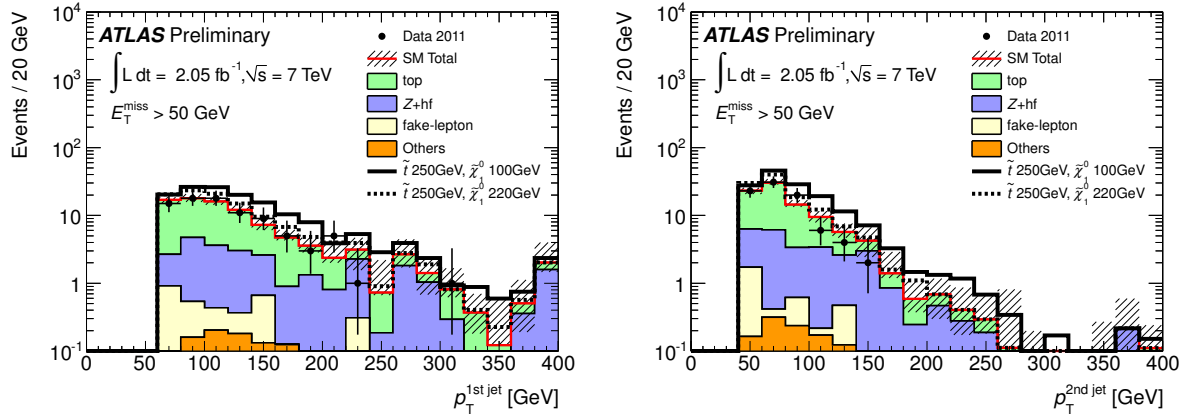 ATLAS Preliminary
∫ L dt = 2.05 fb⁻¹, √s = 7 TeV
E_T^miss > 50 GeV
Data 2011
SM Total
top
Z+hf
fake-lepton
Others
t̃ 250GeV, χ̃₁⁰ 100GeV
t̃ 250GeV, χ̃₁⁰ 220GeV
Events / 20 GeV
10⁴
10³
10²
10
1
10⁻¹
0 50 100 150 200 250 300 350 400
p_T^1st jet [GeV]
ATLAS Preliminary
∫ L dt = 2.05 fb⁻¹, √s = 7 TeV
E_T^miss > 50 GeV
Data 2011
SM Total
top
Z+hf
fake-lepton
Others
t̃ 250GeV, χ̃₁⁰ 100GeV
t̃ 250GeV, χ̃₁⁰ 220GeV
Events / 20 GeV
10⁴
10³
10²
10
1
10⁻¹
0 50 100 150 200 250 300 350 400
p_T^2nd jet [GeV]